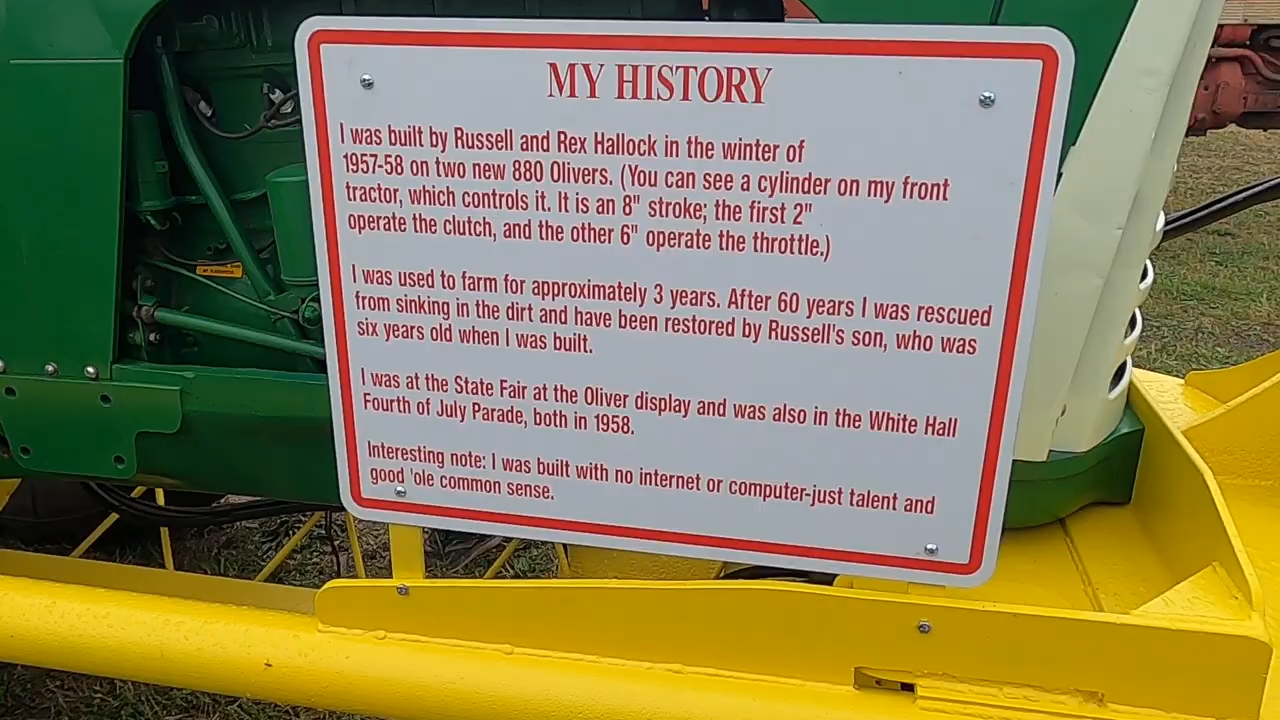 MY HISTORY
I was built by Russell and Rex Hallock in the winter of
1957-58 on two new 880 Olivers. (You can see a cylinder on my front
tractor, which controls it. It is an 8" stroke; the first 2"
operate the clutch, and the other 6" operate the throttle.)
I was used to farm for approximately 3 years. After 60 years I was rescued
from sinking in the dirt and have been restored by Russell's son, who was
six years old when I was built.
I was at the State Fair at the Oliver display and was also in the White Hall
Fourth of July Parade, both in 1958.
Interesting note: I was built with no internet or computer-just talent and
good 'ole common sense.